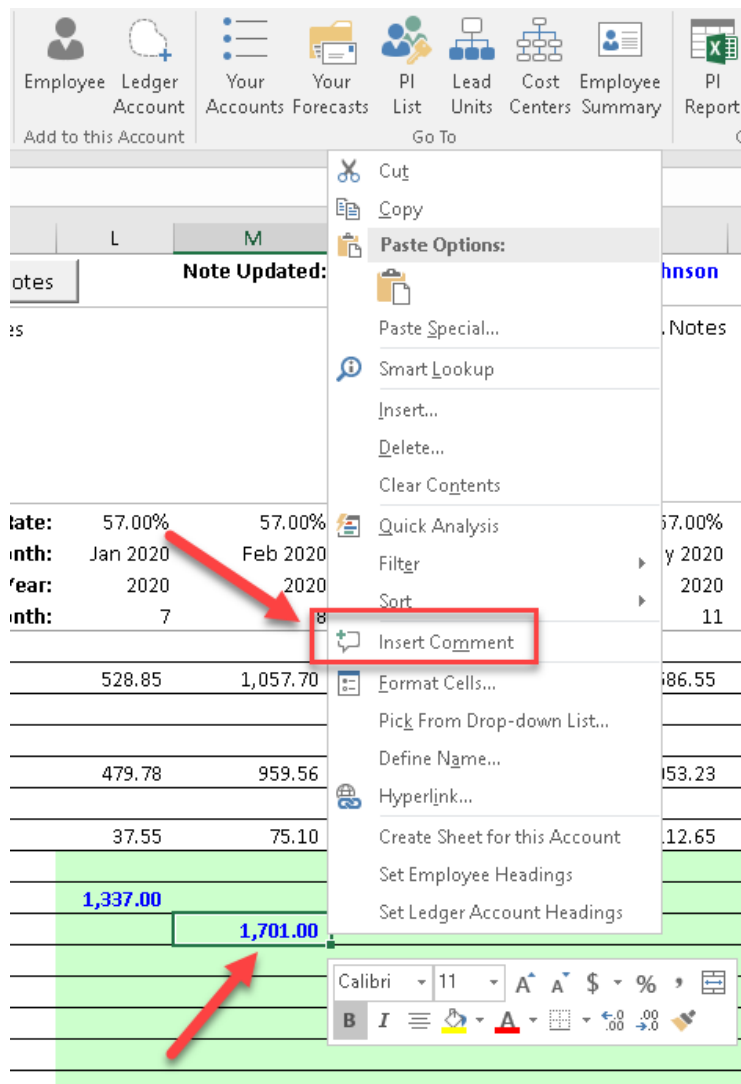 Employee Ledger Your Your PI Lead Cost Employee PI
Account Accounts Forecasts List Units Centers Summary Report
Add to this Account Go To
Cut
Copy
L M
Paste Options:
otes Note Updated: hnson
es Paste Special... . Notes
Smart Lookup
Insert...
Delete...
Clear Contents
Rate: 57.00% 57.00% Quick Analysis 57.00%
onth: Jan 2020 Feb 2020 Filter y 2020
Year: 2020 2020 Sort 2020
onth: 7 8 11
Insert Comment
528.85 1,057.70 Format Cells... 586.55
Pick From Drop-down List...
Define Name...
479.78 959.56 053.23
Hyperlink...
37.55 75.10 Create Sheet for this Account 12.65
Set Employee Headings
1,337.00
Set Ledger Account Headings
1,701.00
Calibri 11 A A $ % ,
B I A .00 .0